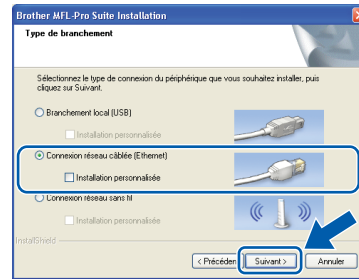 Brother MFL-Pro Suite Installation
Type de branchement
Sélectionnez le type de connexion du périphérique que vous souhaitez installer, puis
cliquez sur Suivant.
Branchement local (USB)
Installation personnalisée
Connexion réseau câblée (Ethernet)
Installation personnalisée
Connexion réseau sans fil
Installation personnalisée
InstallShield
< Précéden
Suivant >
Annuler